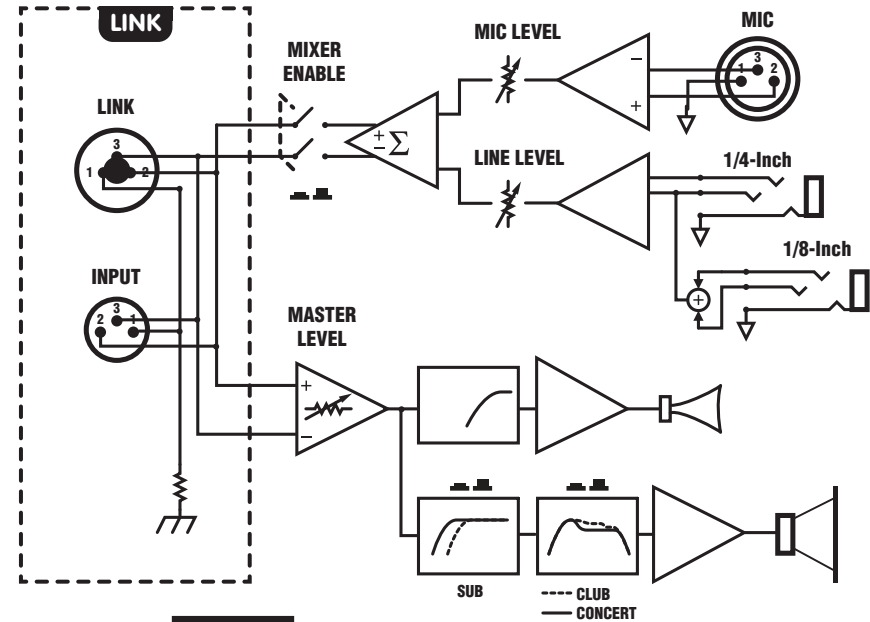 LINK
MIC
MIC LEVEL
MIXER
ENABLE
3
1 2
−
+
LINK
3
1 2
+
− Σ
LINE LEVEL
1/4-Inch
1/8-Inch
+
INPUT
3
2 1
MASTER
LEVEL
+
−
SUB
CLUB
CONCERT